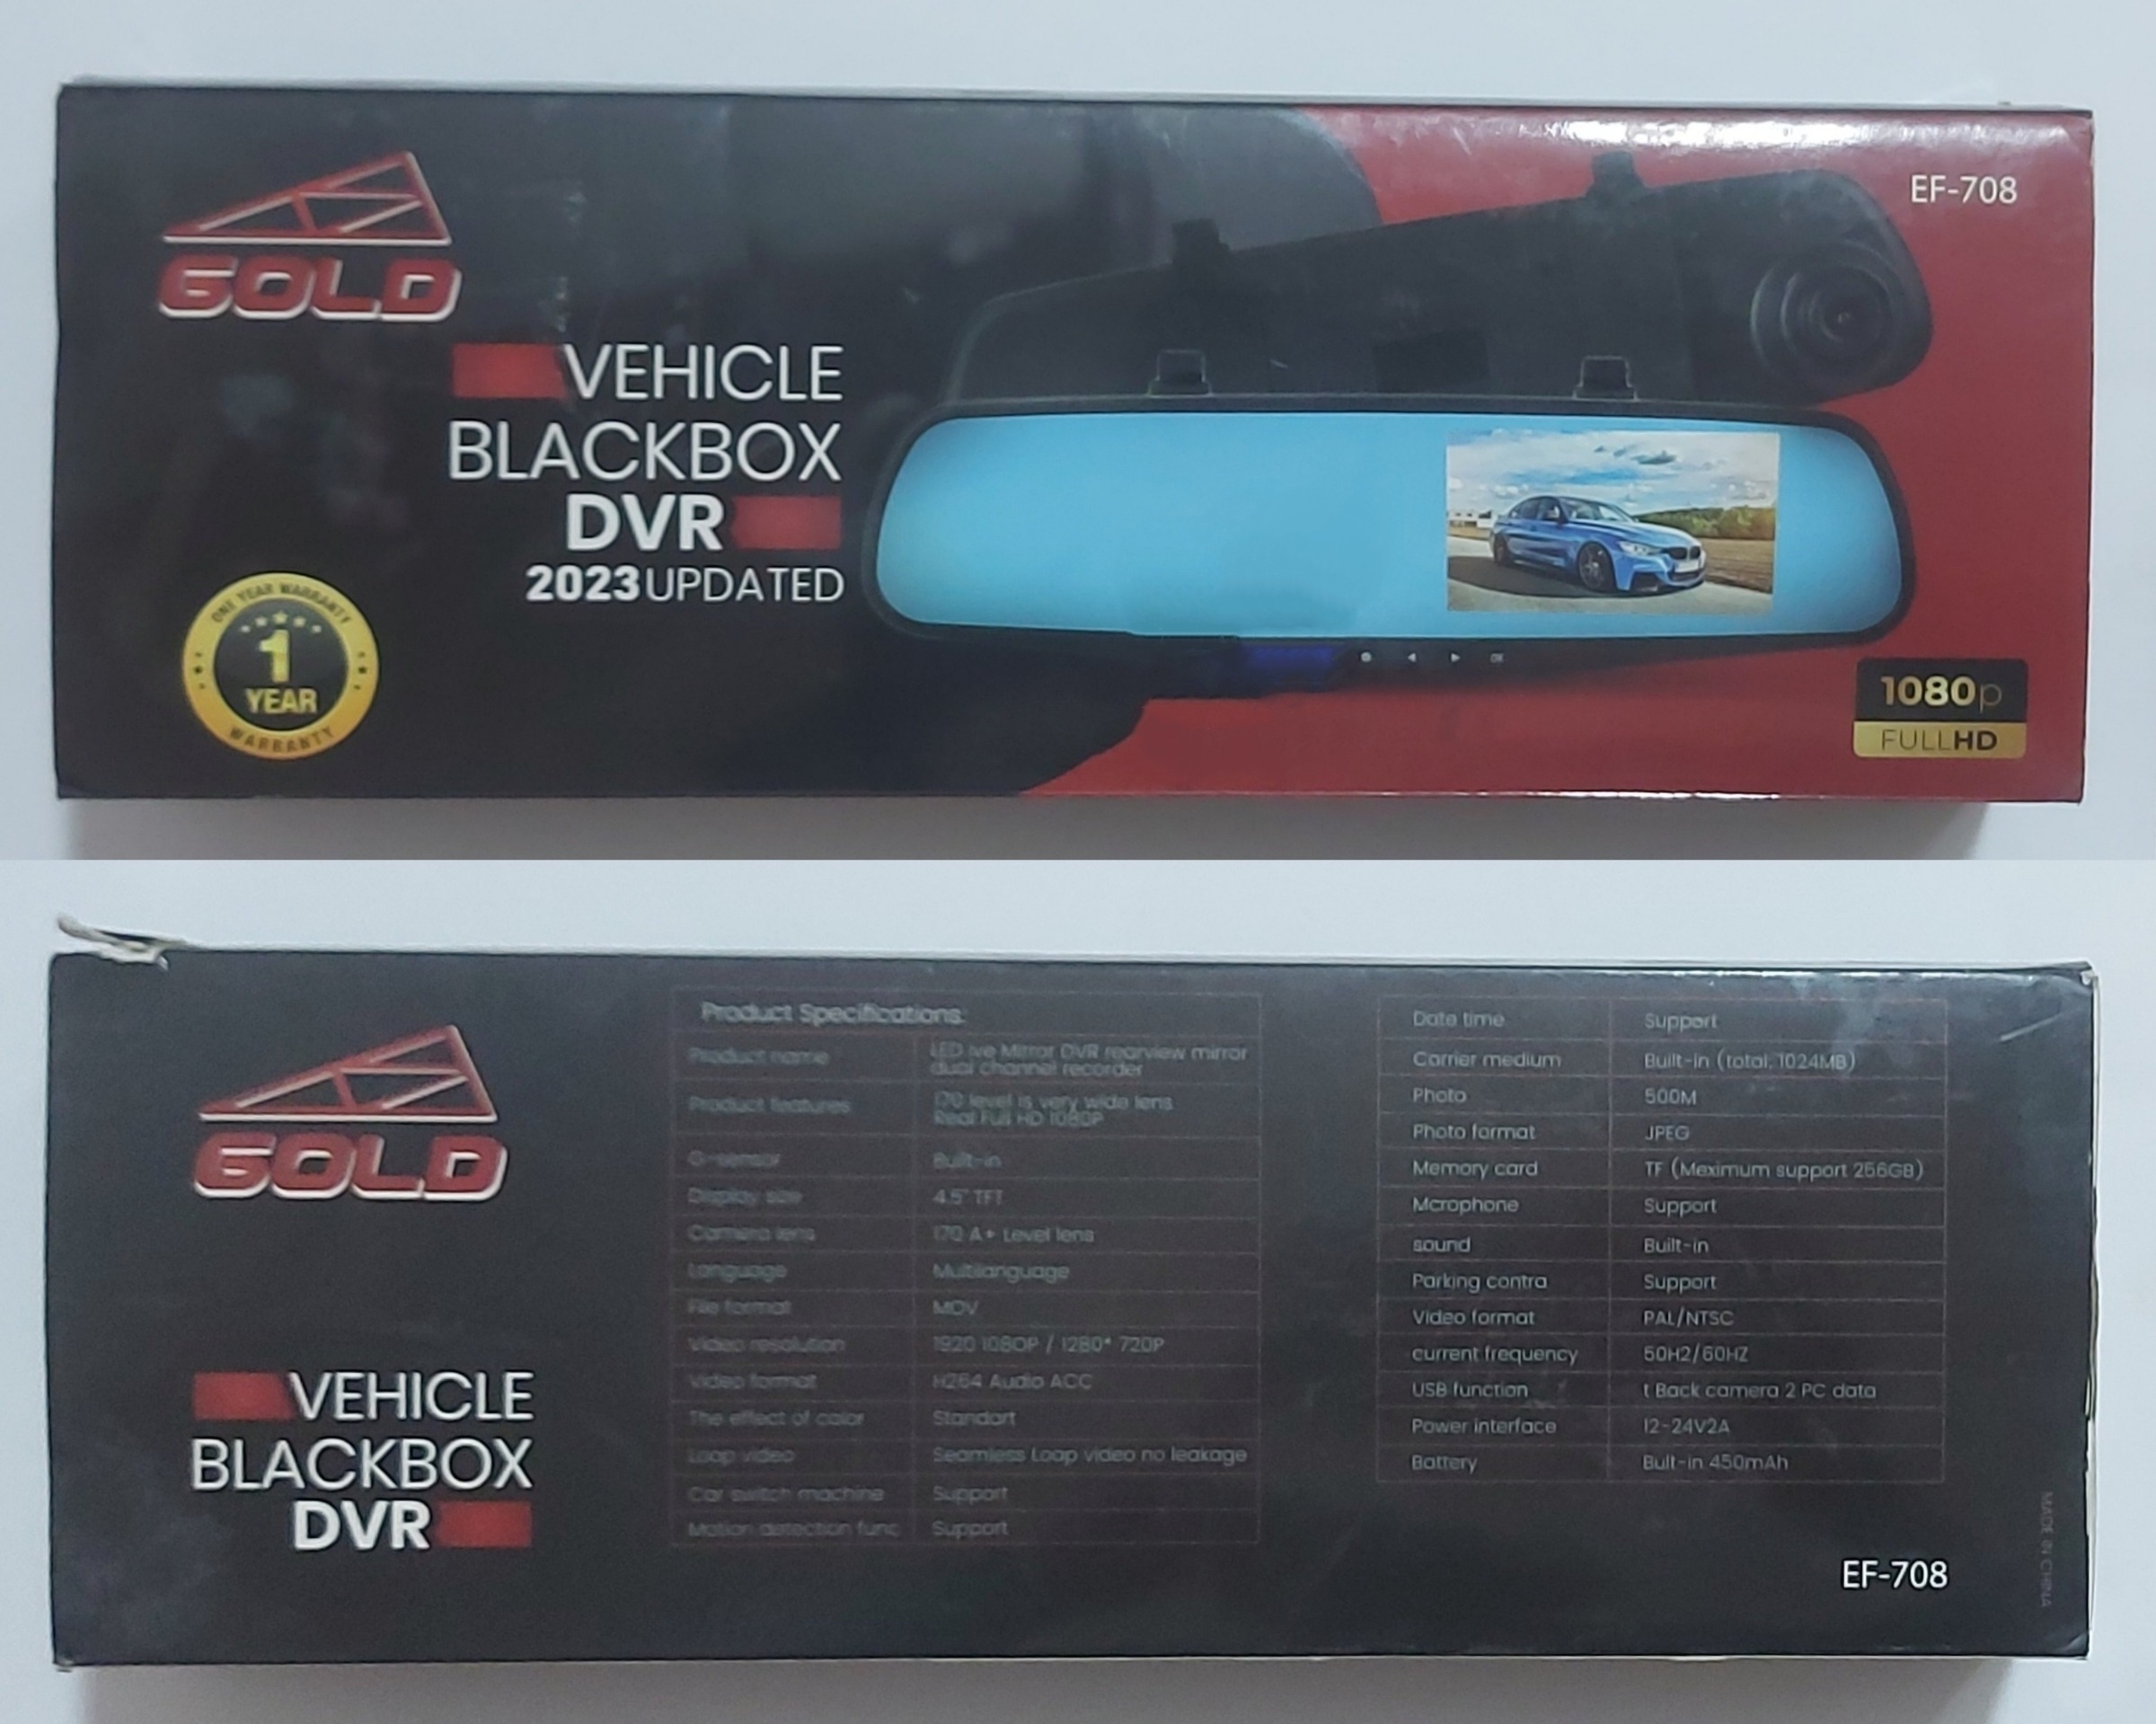 GOLD
VEHICLE
BLACKBOX
DVR
2023 UPDATED
ONE YEAR WARRANTY
1
YEAR
WARRANTY
EF-708
OK
1080p
FULLHD
GOLD
VEHICLE
BLACKBOX
DVR
Product Specifications:
Product name LED ive Mirror DVR rearview mirror
dual channel recorder
Product features 170 level is very wide lens
Real Full HD 1080P
G-sensor Built-in
Display size 4.5" TFT
Camera lens 170 A+ Level lens
Language Multilanguage
File format MOV
Video resolution 1920 1080P / 1280* 720P
Video format H264 Audio ACC
The effect of color Standart
Loop video Seamless Loop video no leakage
Car switch machine Support
Motion detection func Support
Date time Support
Carrier medium Built-in (total: 1024MB)
Photo 500M
Photo format JPEG
Memory card TF (Meximum support 256GB)
Mcrophone Support
sound Built-in
Parking contra Support
Video format PAL/NTSC
current frequency 50H2/60HZ
USB function t Back camera 2 PC data
Power interface 12-24V2A
Battery Bult-in 450mAh
EF-708
MADE IN CHINA